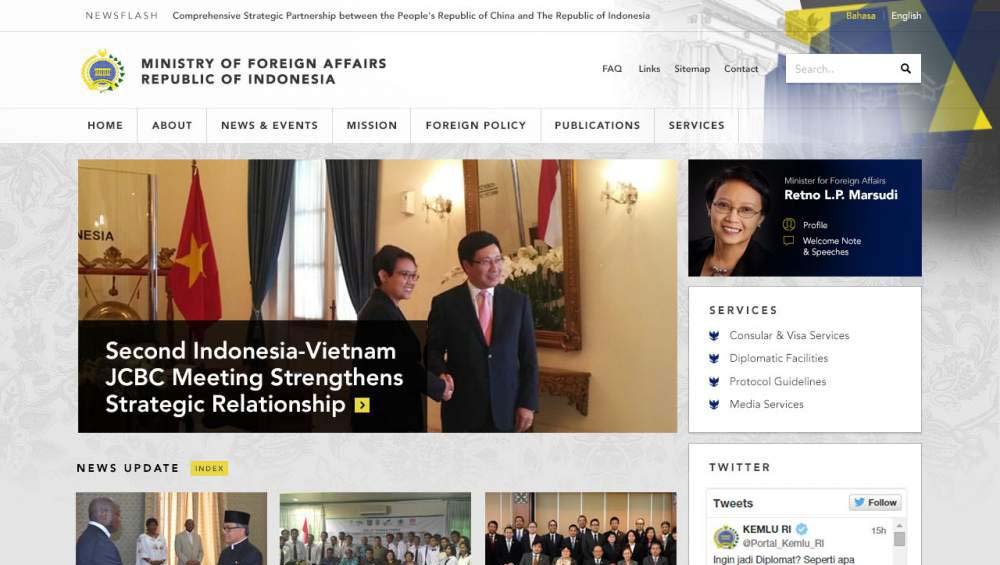 NEWSFLASH
Comprehensive Strategic Partnership between the People's Republic of China and The Republic of Indonesia
Bahasa
English
MINISTRY OF FOREIGN AFFAIRS
REPUBLIC OF INDONESIA
FAQ
Links
Sitemap
Contact
Search..
HOME
ABOUT
NEWS & EVENTS
MISSION
FOREIGN POLICY
PUBLICATIONS
SERVICES
NESIA
Second Indonesia-Vietnam
JCBC Meeting Strengthens
Strategic Relationship
Minister for Foreign Affairs
Retno L.P. Marsudi
Profile
Welcome Note
& Speeches
SERVICES
Consular & Visa Services
Diplomatic Facilities
Protocol Guidelines
Media Services
NEWS UPDATE
INDEX
TWITTER
Tweets
Follow
KEMLU RI
15h
@Portal_Kemlu_RI
Ingin jadi Diplomat? Seperti apa